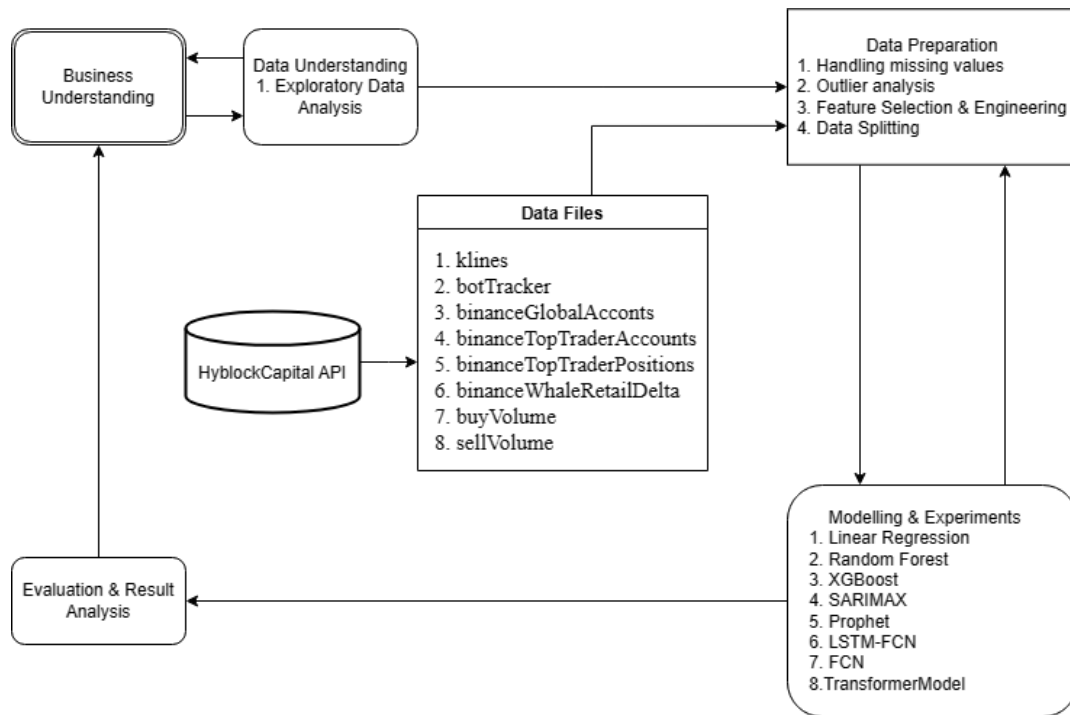 Business
Understanding
Data Understanding
1. Exploratory Data
Analysis
Data Preparation
1. Handling missing values
2. Outlier analysis
3. Feature Selection & Engineering
4. Data Splitting
Data Files
1. klines
2. botTracker
3. binanceGlobalAcconts
4. binanceTopTraderAccounts
5. binanceTopTraderPositions
6. binanceWhaleRetailDelta
7. buyVolume
8. sellVolume
HyblockCapital API
Modelling & Experiments
1. Linear Regression
2. Random Forest
3. XGBoost
4. SARIMAX
5. Prophet
6. LSTM-FCN
7. FCN
8.TransformerModel
Evaluation & Result
Analysis